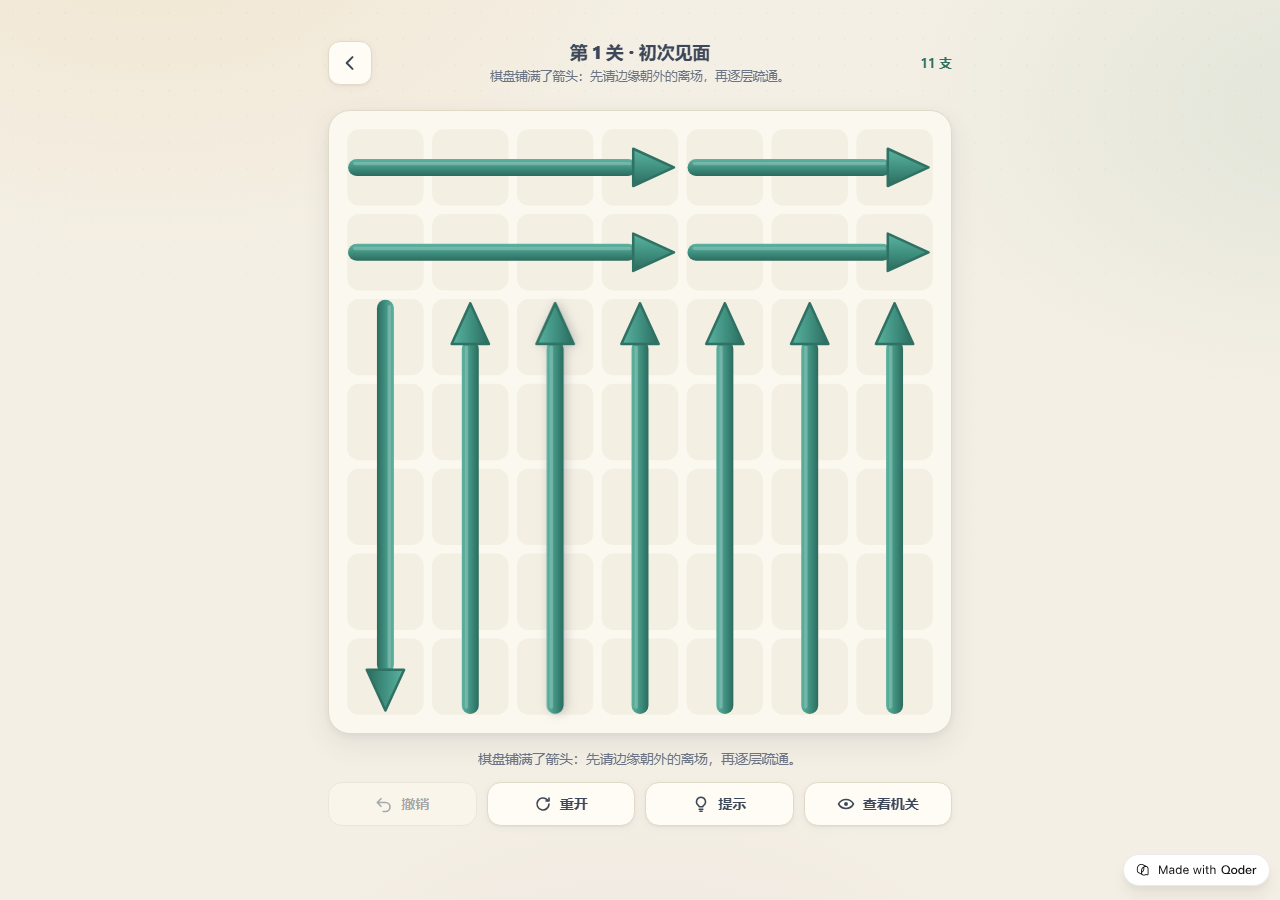 第 1 关 · 初次见面
棋盘铺满了箭头：先请边缘朝外的离场，再逐层疏通。
11 支
棋盘铺满了箭头：先请边缘朝外的离场，再逐层疏通。
撤销
重开
提示
查看机关
Made with Qoder